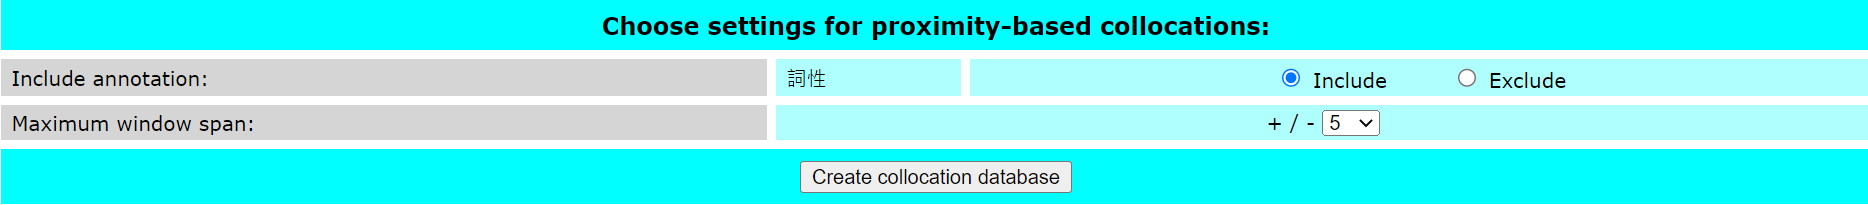 Choose settings for proximity-based collocations:
Include annotation: 詞性 Include Exclude
Maximum window span: + / - 5
Create collocation database